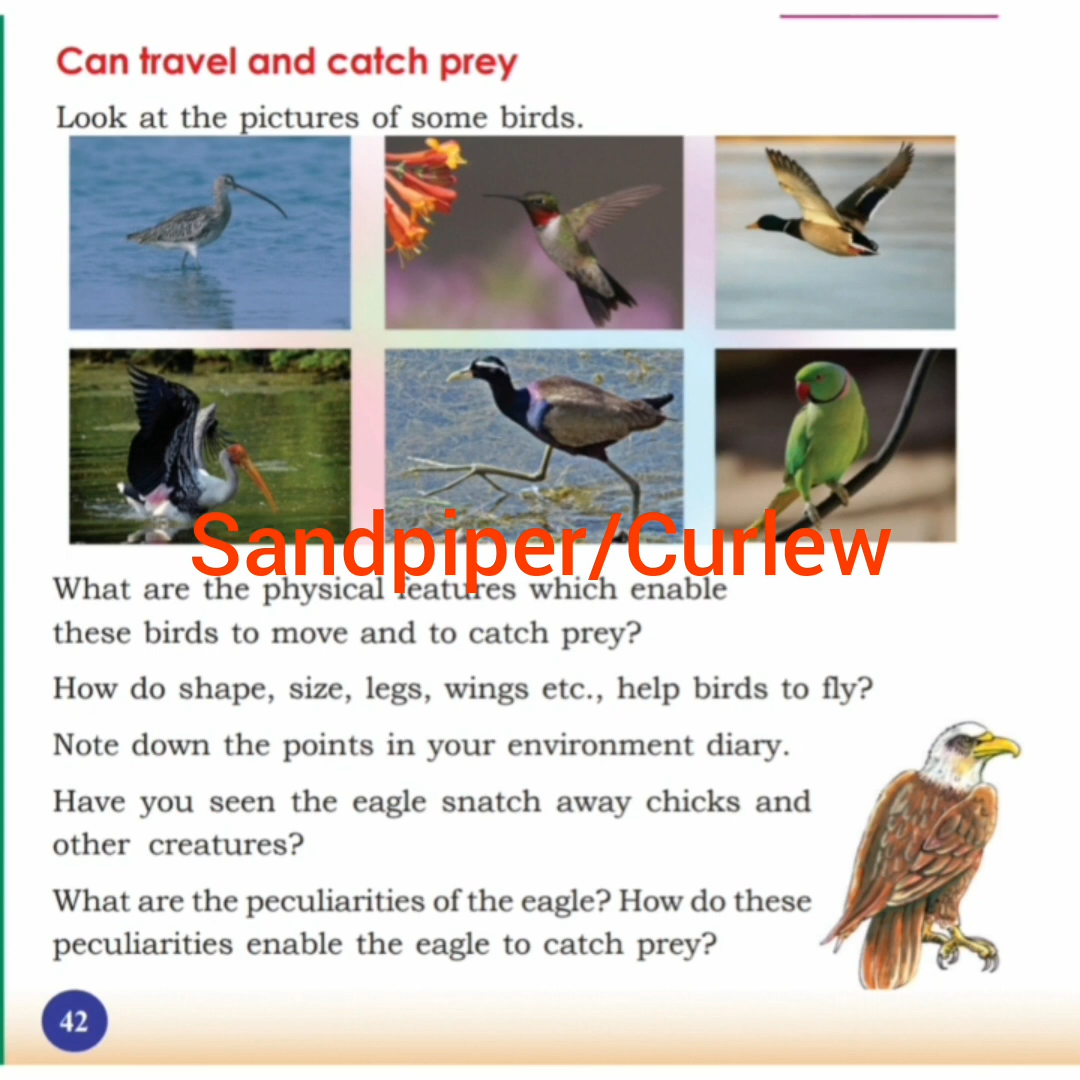 Can travel and catch prey
Look at the pictures of some birds.
Sandpiper/Curlew
What are the physical features which enable
these birds to move and to catch prey?
How do shape, size, legs, wings etc., help birds to fly?
Note down the points in your environment diary.
Have you seen the eagle snatch away chicks and
other creatures?
What are the peculiarities of the eagle? How do these
peculiarities enable the eagle to catch prey?
42